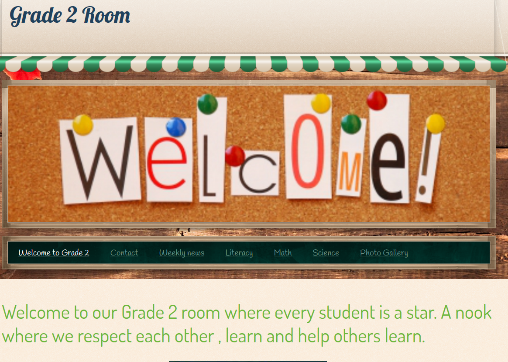 Grade 2 Room
Welcome!
Welcome to Grade 2 Contact Weekly news Literacy Math Science Photo Gallery
Welcome to our Grade 2 room where every student is a star. A nook
where we respect each other , learn and help others learn.